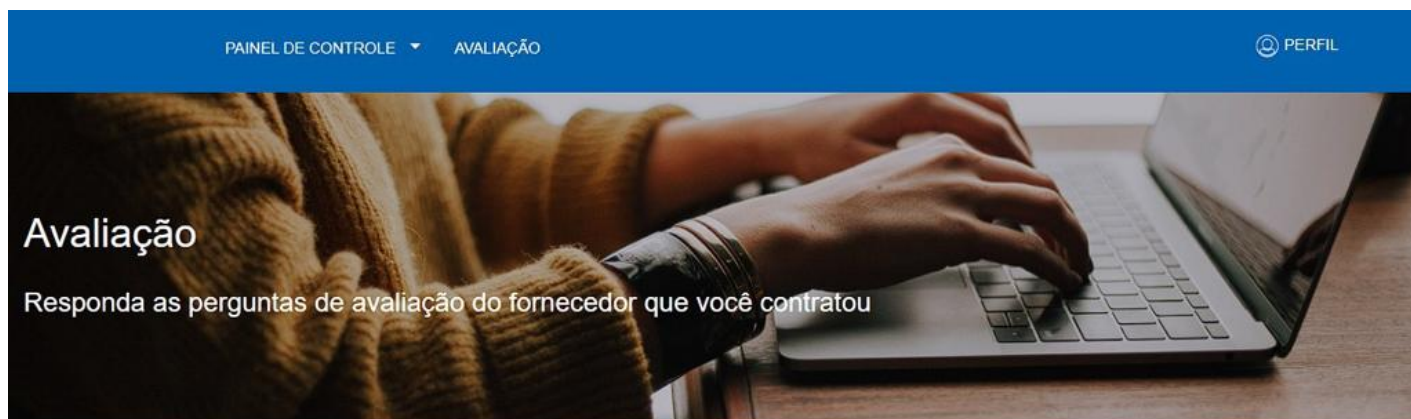 PAINEL DE CONTROLE AVALIAÇÃO PERFIL
Avaliação
Responda as perguntas de avaliação do fornecedor que você contratou